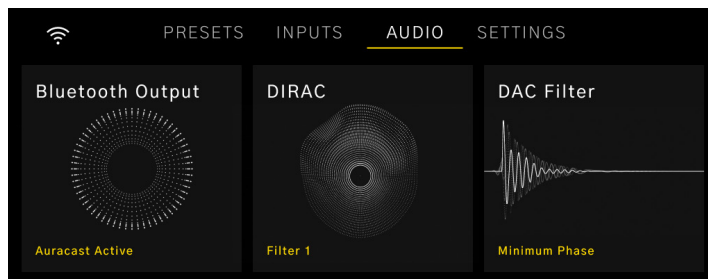 PRESETS INPUTS AUDIO SETTINGS
Bluetooth Output DIRAC DAC Filter
Auracast Active Filter 1 Minimum Phase